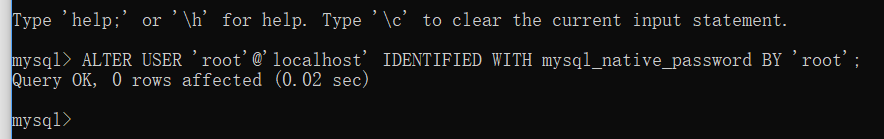 Type 'help;' or '\h' for help. Type '\c' to clear the current input statement.
mysql> ALTER USER 'root'@'localhost' IDENTIFIED WITH mysql_native_password BY 'root';
Query OK, 0 rows affected (0.02 sec)
mysql>